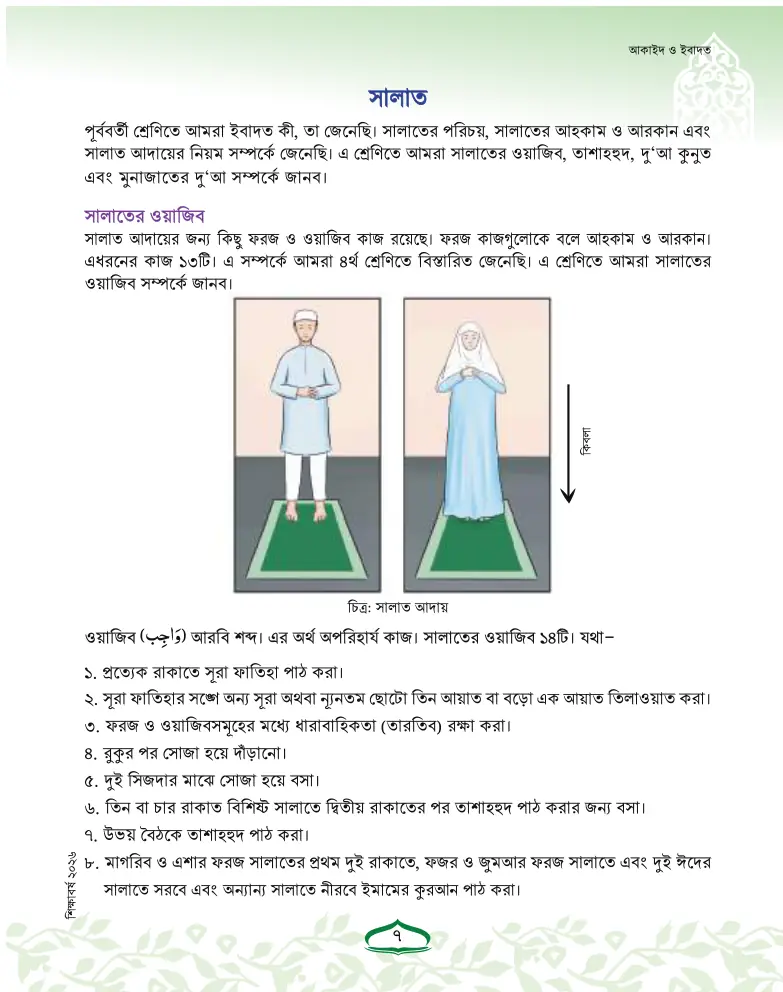 আকাইদ ও ইবাদত
সালাত
পূর্ববর্তী শ্রেণিতে আমরা ইবাদত কী, তা জেনেছি। সালাতের পরিচয়, সালাতের আহকাম ও আরকান এবং
সালাত আদায়ের নিয়ম সম্পর্কে জেনেছি। এ শ্রেণিতে আমরা সালাতের ওয়াজিব, তাশাহহুদ, দু‘আ কুনুত
এবং মুনাজাতের দু‘আ সম্পর্কে জানব।
সালাতের ওয়াজিব
সালাত আদায়ের জন্য কিছু ফরজ ও ওয়াজিব কাজ রয়েছে। ফরজ কাজগুলোকে বলে আহকাম ও আরকান।
এধরনের কাজ ১৩টি। এ সম্পর্কে আমরা ৪র্থ শ্রেণিতে বিস্তারিত জেনেছি। এ শ্রেণিতে আমরা সালাতের
ওয়াজিব সম্পর্কে জানব।
কিবলা
চিত্র: সালাত আদায়
ওয়াজিব (وَاجِب) আরবি শব্দ। এর অর্থ অপরিহার্য কাজ। সালাতের ওয়াজিব ১৪টি। যথা–
১. প্রত্যেক রাকাতে সূরা ফাতিহা পাঠ করা।
২. সূরা ফাতিহার সঙ্গে অন্য সূরা অথবা ন্যূনতম ছোটো তিন আয়াত বা বড়ো এক আয়াত তিলাওয়াত করা।
৩. ফরজ ও ওয়াজিবসমূহের মধ্যে ধারাবাহিকতা (তারতিব) রক্ষা করা।
৪. রুকুর পর সোজা হয়ে দাঁড়ানো।
৫. দুই সিজদার মাঝে সোজা হয়ে বসা।
৬. তিন বা চার রাকাত বিশিষ্ট সালাতে দ্বিতীয় রাকাতের পর তাশাহহুদ পাঠ করার জন্য বসা।
৭. উভয় বৈঠকে তাশাহহুদ পাঠ করা।
৮. মাগরিব ও এশার ফরজ সালাতের প্রথম দুই রাকাতে, ফজর ও জুমআর ফরজ সালাতে এবং দুই ঈদের
সালাতে সরবে এবং অন্যান্য সালাতে নীরবে ইমামের কুরআন পাঠ করা।
শিক্ষাবর্ষ ২০২৬
৭